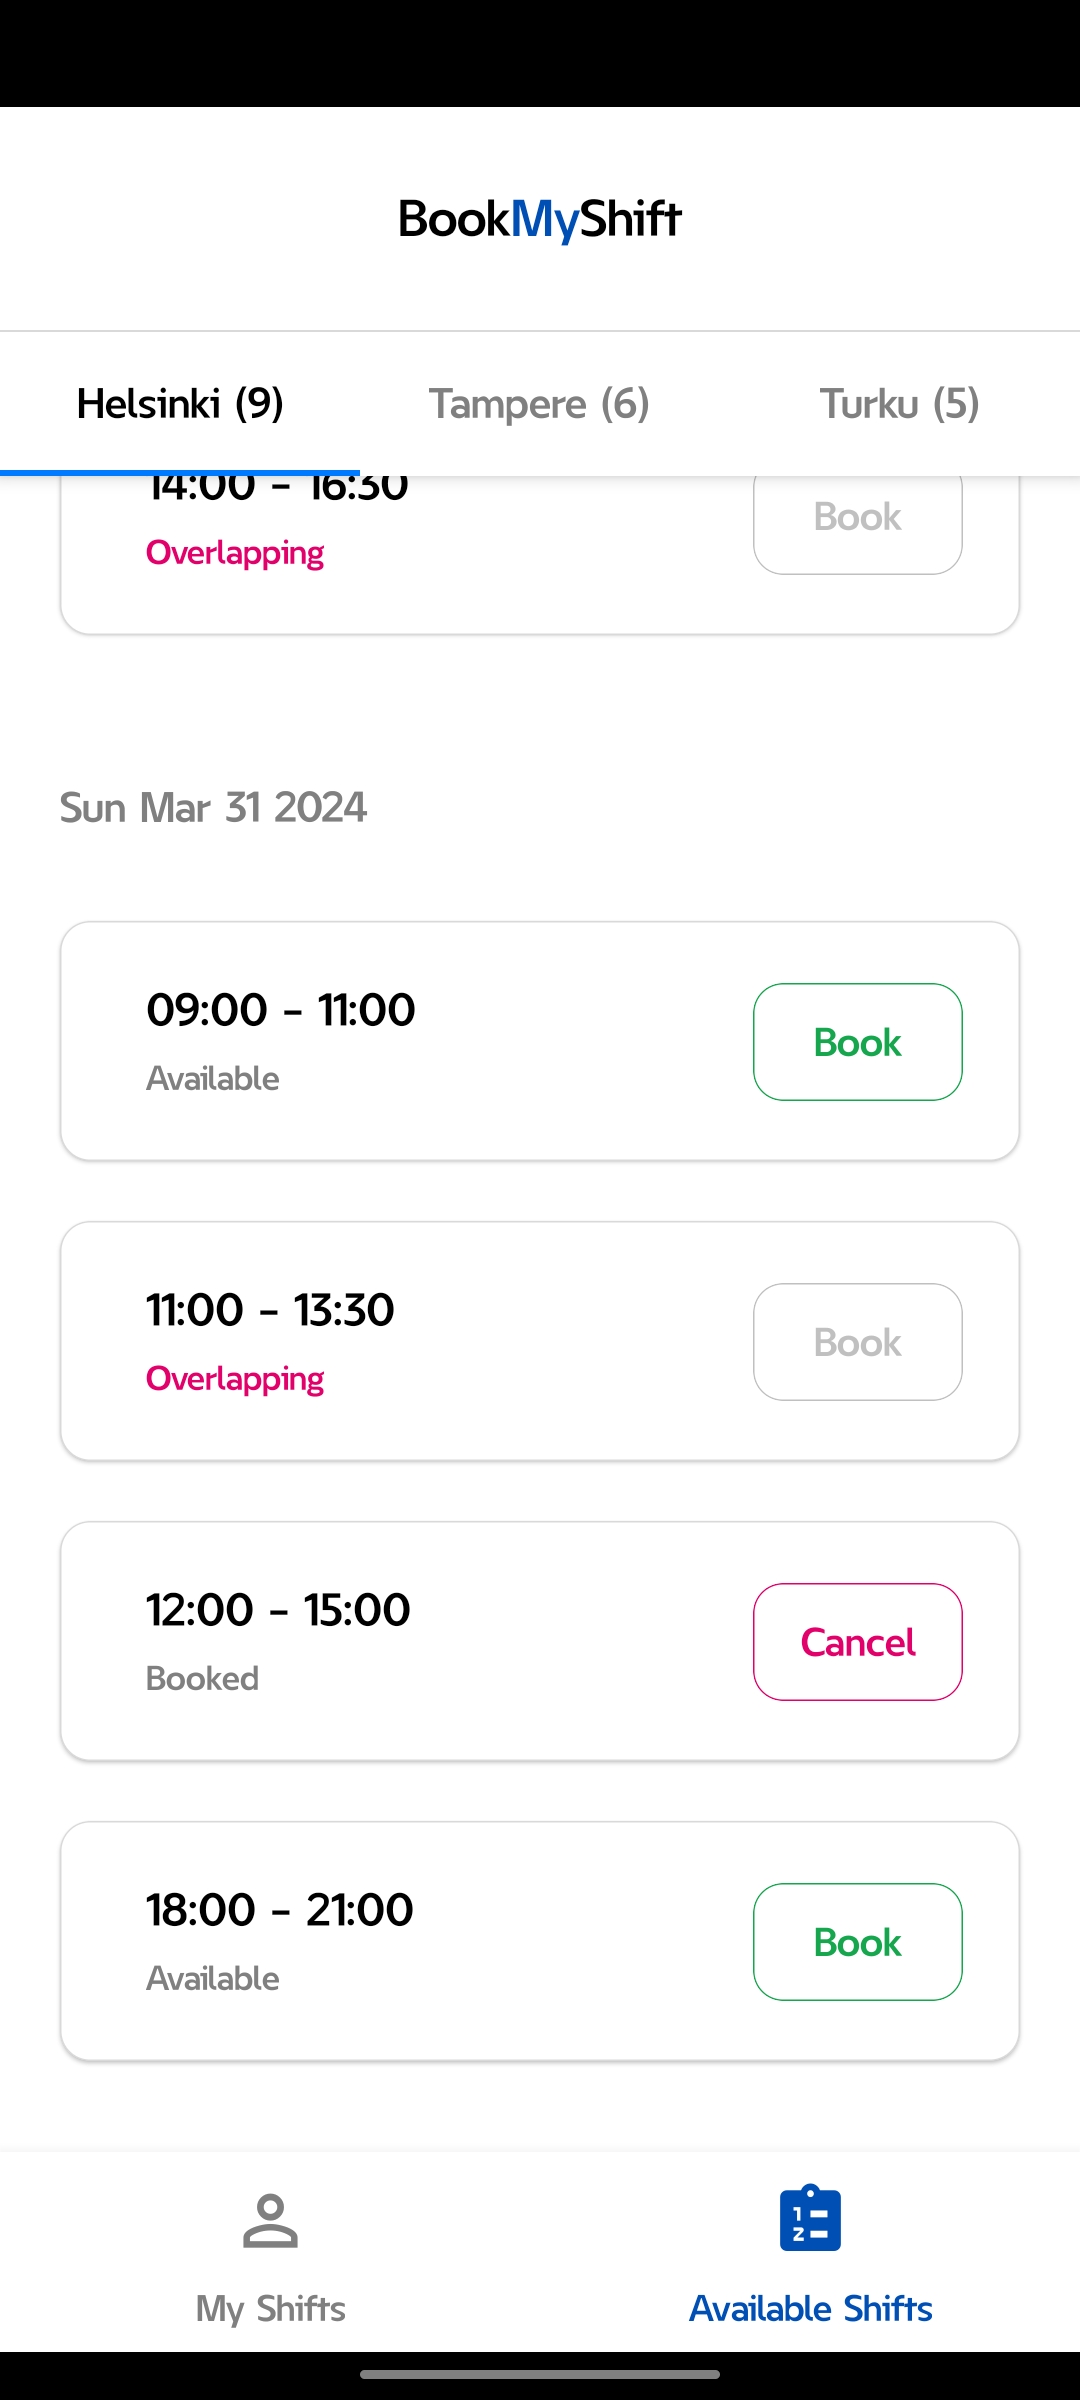 BookMyShift
Helsinki (9)
Tampere (6)
Turku (5)
14:00 - 16:30
Overlapping
Book
Sun Mar 31 2024
09:00 - 11:00
Available
Book
11:00 - 13:30
Overlapping
Book
12:00 - 15:00
Booked
Cancel
18:00 - 21:00
Available
Book
1
2
My Shifts
Available Shifts